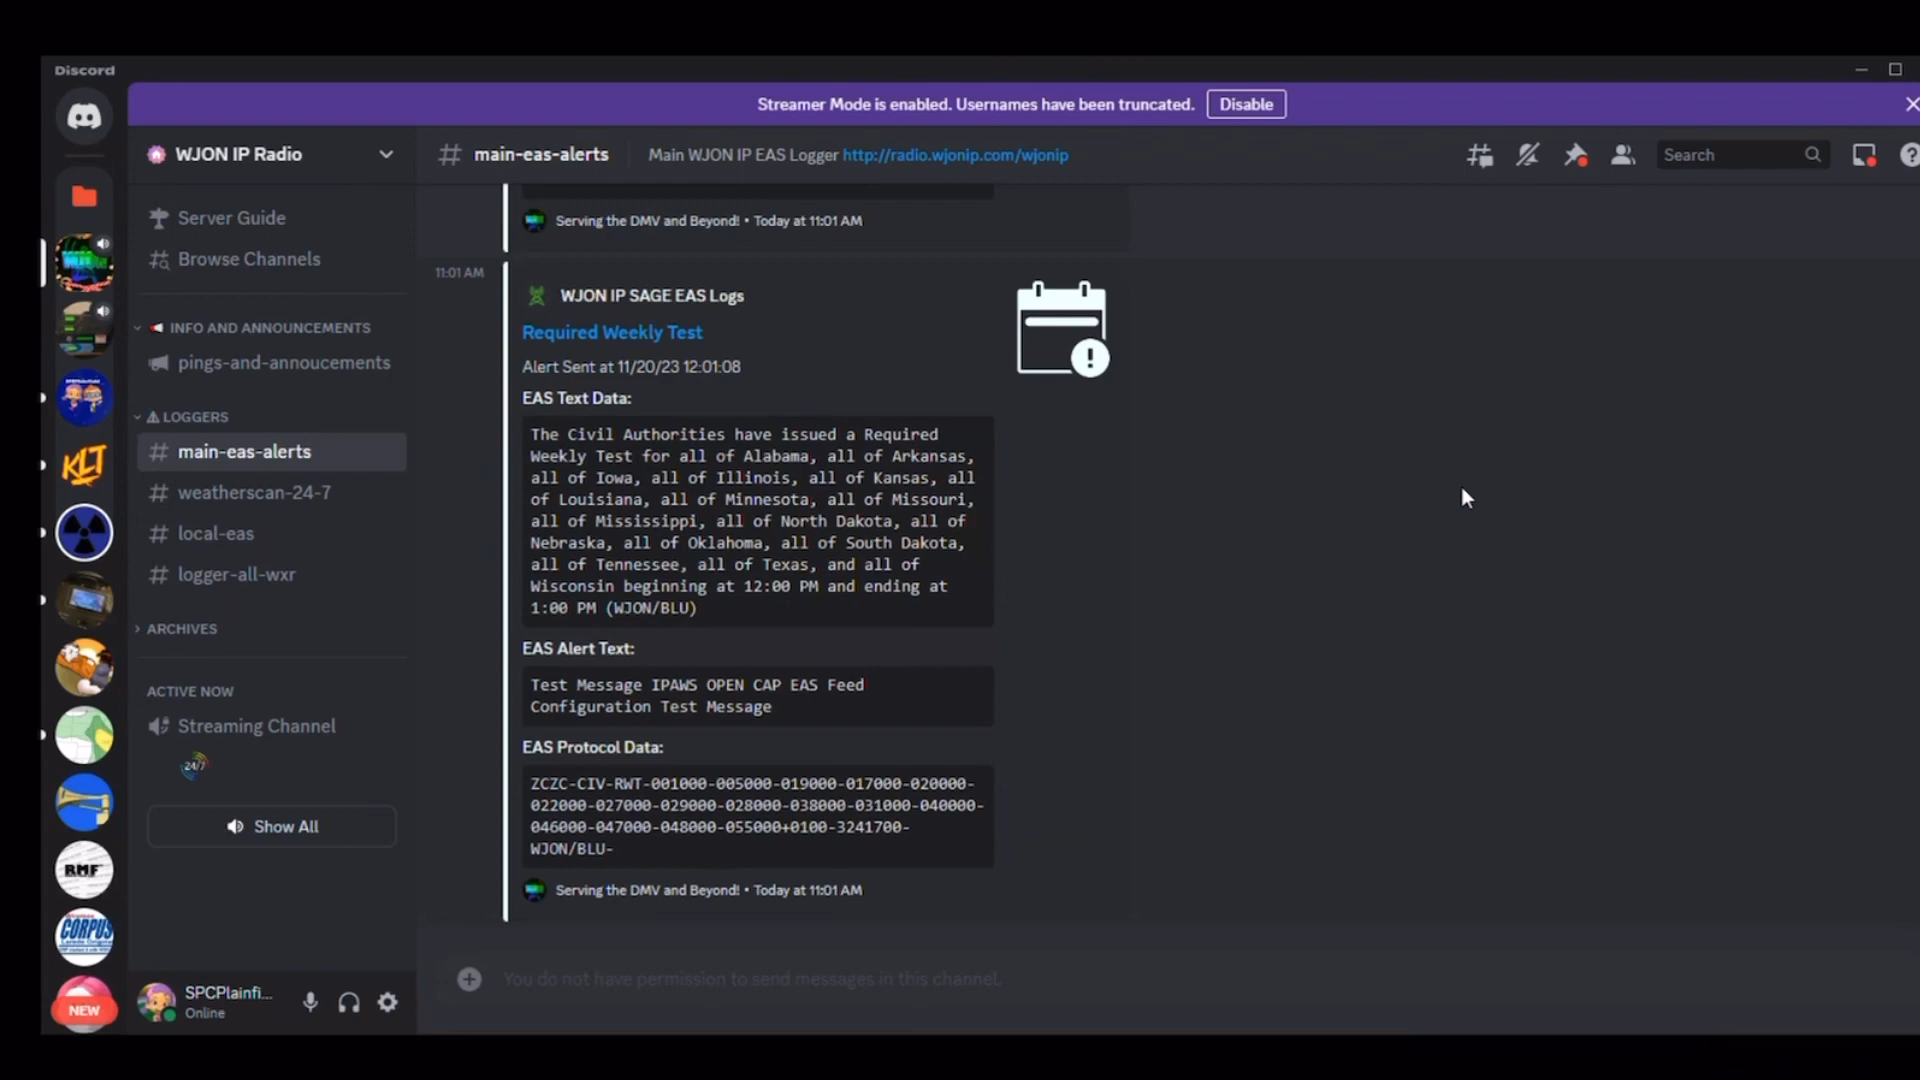 Discord
Streamer Mode is enabled. Usernames have been truncated. Disable
WJON IP Radio
main-eas-alerts
Main WJON IP EAS Logger http://radio.wjonip.com/wjonip
Search
Server Guide
Browse Channels
INFO AND ANNOUNCEMENTS
pings-and-annoucements
LOGGERS
main-eas-alerts
weatherscan-24-7
local-eas
logger-all-wxr
ARCHIVES
ACTIVE NOW
Streaming Channel
24/7
Show All
KLT
RMF
CORPUS
NEW
SPCPlainfi...
Online
Serving the DMV and Beyond! • Today at 11:01 AM
11:01 AM
WJON IP SAGE EAS Logs
Required Weekly Test
Alert Sent at 11/20/23 12:01:08
EAS Text Data:
The Civil Authorities have issued a Required
Weekly Test for all of Alabama, all of Arkansas,
all of Iowa, all of Illinois, all of Kansas, all
of Louisiana, all of Minnesota, all of Missouri,
all of Mississippi, all of North Dakota, all of
Nebraska, all of Oklahoma, all of South Dakota,
all of Tennessee, all of Texas, and all of
Wisconsin beginning at 12:00 PM and ending at
1:00 PM (WJON/BLU)
EAS Alert Text:
Test Message IPAWS OPEN CAP EAS Feed
Configuration Test Message
EAS Protocol Data:
ZCZC-CIV-RWT-001000-005000-019000-017000-020000-
022000-027000-029000-028000-038000-031000-040000-
046000-047000-048000-055000+0100-3241700-
WJON/BLU-
Serving the DMV and Beyond! • Today at 11:01 AM
You do not have permission to send messages in this channel.